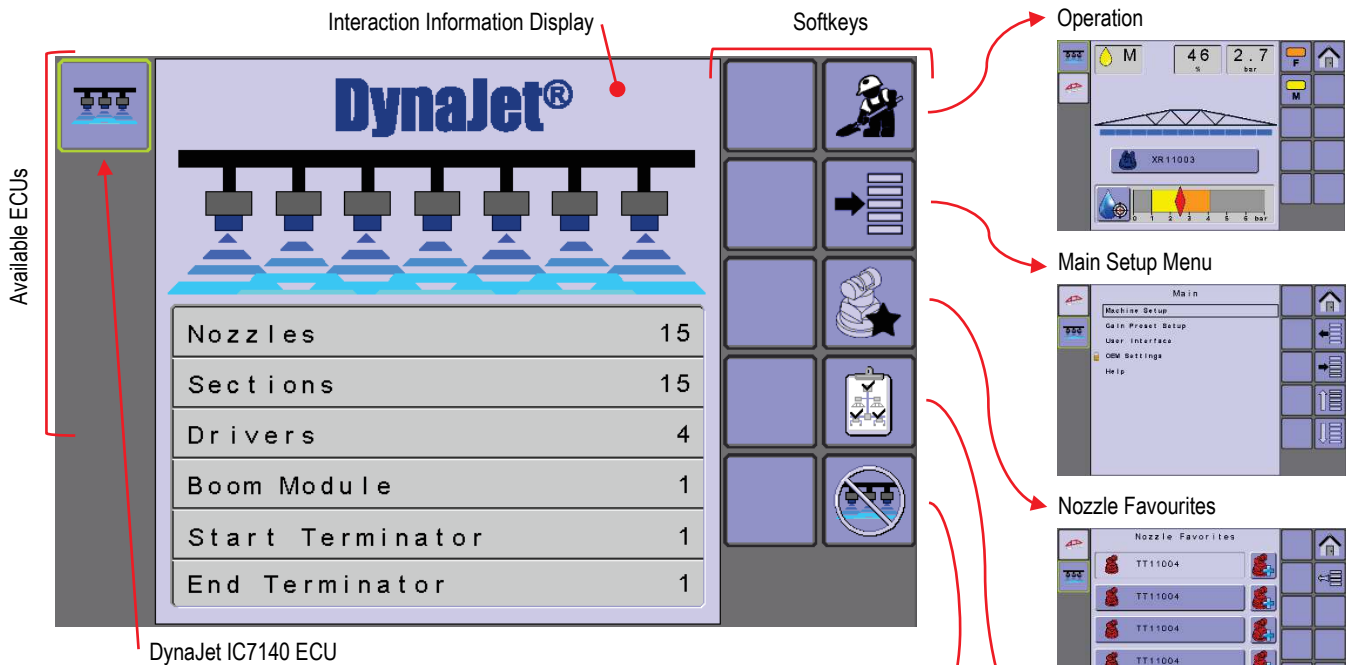 Interaction Information Display
Softkeys
Operation
Available ECUs
DynaJet®
Nozzles 15
Sections 15
Drivers 4
Boom Module 1
Start Terminator 1
End Terminator 1
DynaJet IC7140 ECU
M 46 % 2.7 bar F
M
XR11003
0 1 2 3 4 5 6 bar
Main Setup Menu
Main
Machine Setup
Gain Preset Setup
User Interface
OEM Settings
Help
Nozzle Favourites
Nozzle Favorites
TT11004
TT11004
TT11004
TT11004